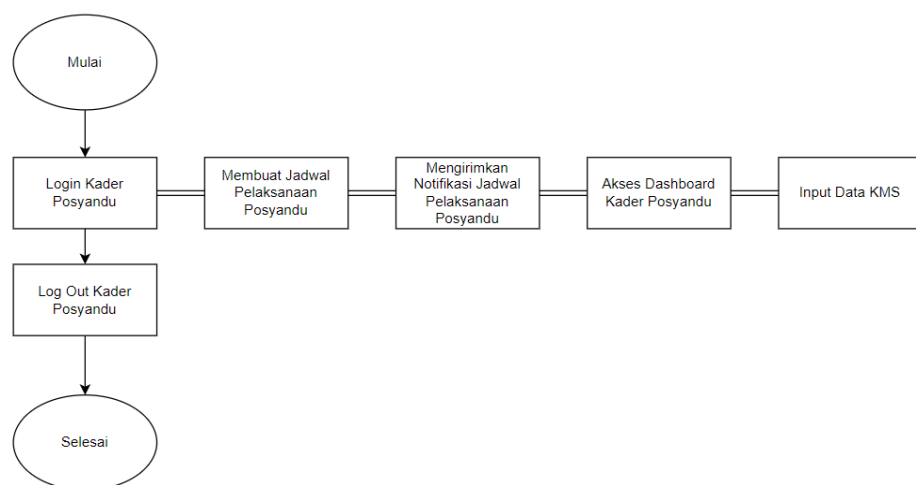 Mulai
Login Kader
Posyandu
Membuat Jadwal
Pelaksanaan
Posyandu
Mengirimkan
Notifikasi Jadwal
Pelaksanaan
Posyandu
Akses Dashboard
Kader Posyandu
Input Data KMS
Log Out Kader
Posyandu
Selesai